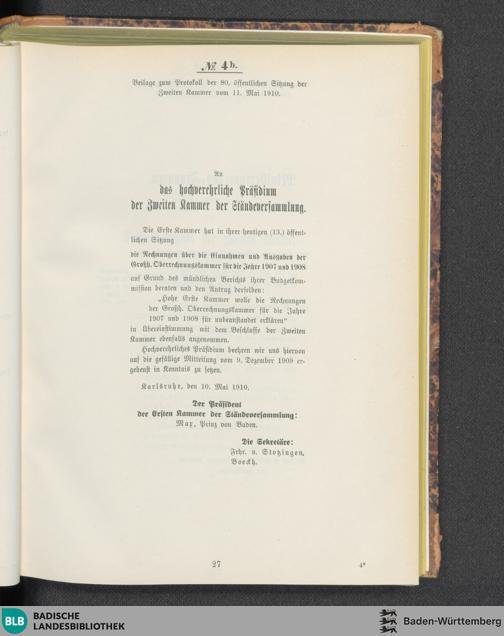 № 4b.
Beilage zum Protokoll der 80. öffentlichen Sitzung der
Zweiten Kammer vom 11. Mai 1910.
An
das hochverehrliche Präsidium
der Zweiten Kammer der Ständeversammlung.
Die Erste Kammer hat in ihrer heutigen (13.) öffent-
lichen Sitzung
die Rechnungen über die Einnahmen und Ausgaben der
Großh. Oberrechnungskammer für die Jahre 1907 und 1908
auf Grund des mündlichen Berichts ihrer Budgetkom-
mission beraten und den Antrag derselben:
„Hohe Erste Kammer wolle die Rechnungen
der Großh. Oberrechnungskammer für die Jahre
1907 und 1908 für unbeanstandet erklären“
in Übereinstimmung mit dem Beschlusse der Zweiten
Kammer ebenfalls angenommen.
Hochverehrliches Präsidium beehren wir uns hiervon
auf die gefällige Mitteilung vom 9. Dezember 1909 er-
gebenst in Kenntnis zu setzen.
Karlsruhe, den 10. Mai 1910.
Der Präsident
der Ersten Kammer der Ständeversammlung:
Max, Prinz von Baden.
Die Sekretäre:
Frhr. v. Stotzingen.
Boeckh.
27
4*
BLB
BADISCHE
LANDESBIBLIOTHEK
Baden-Württemberg